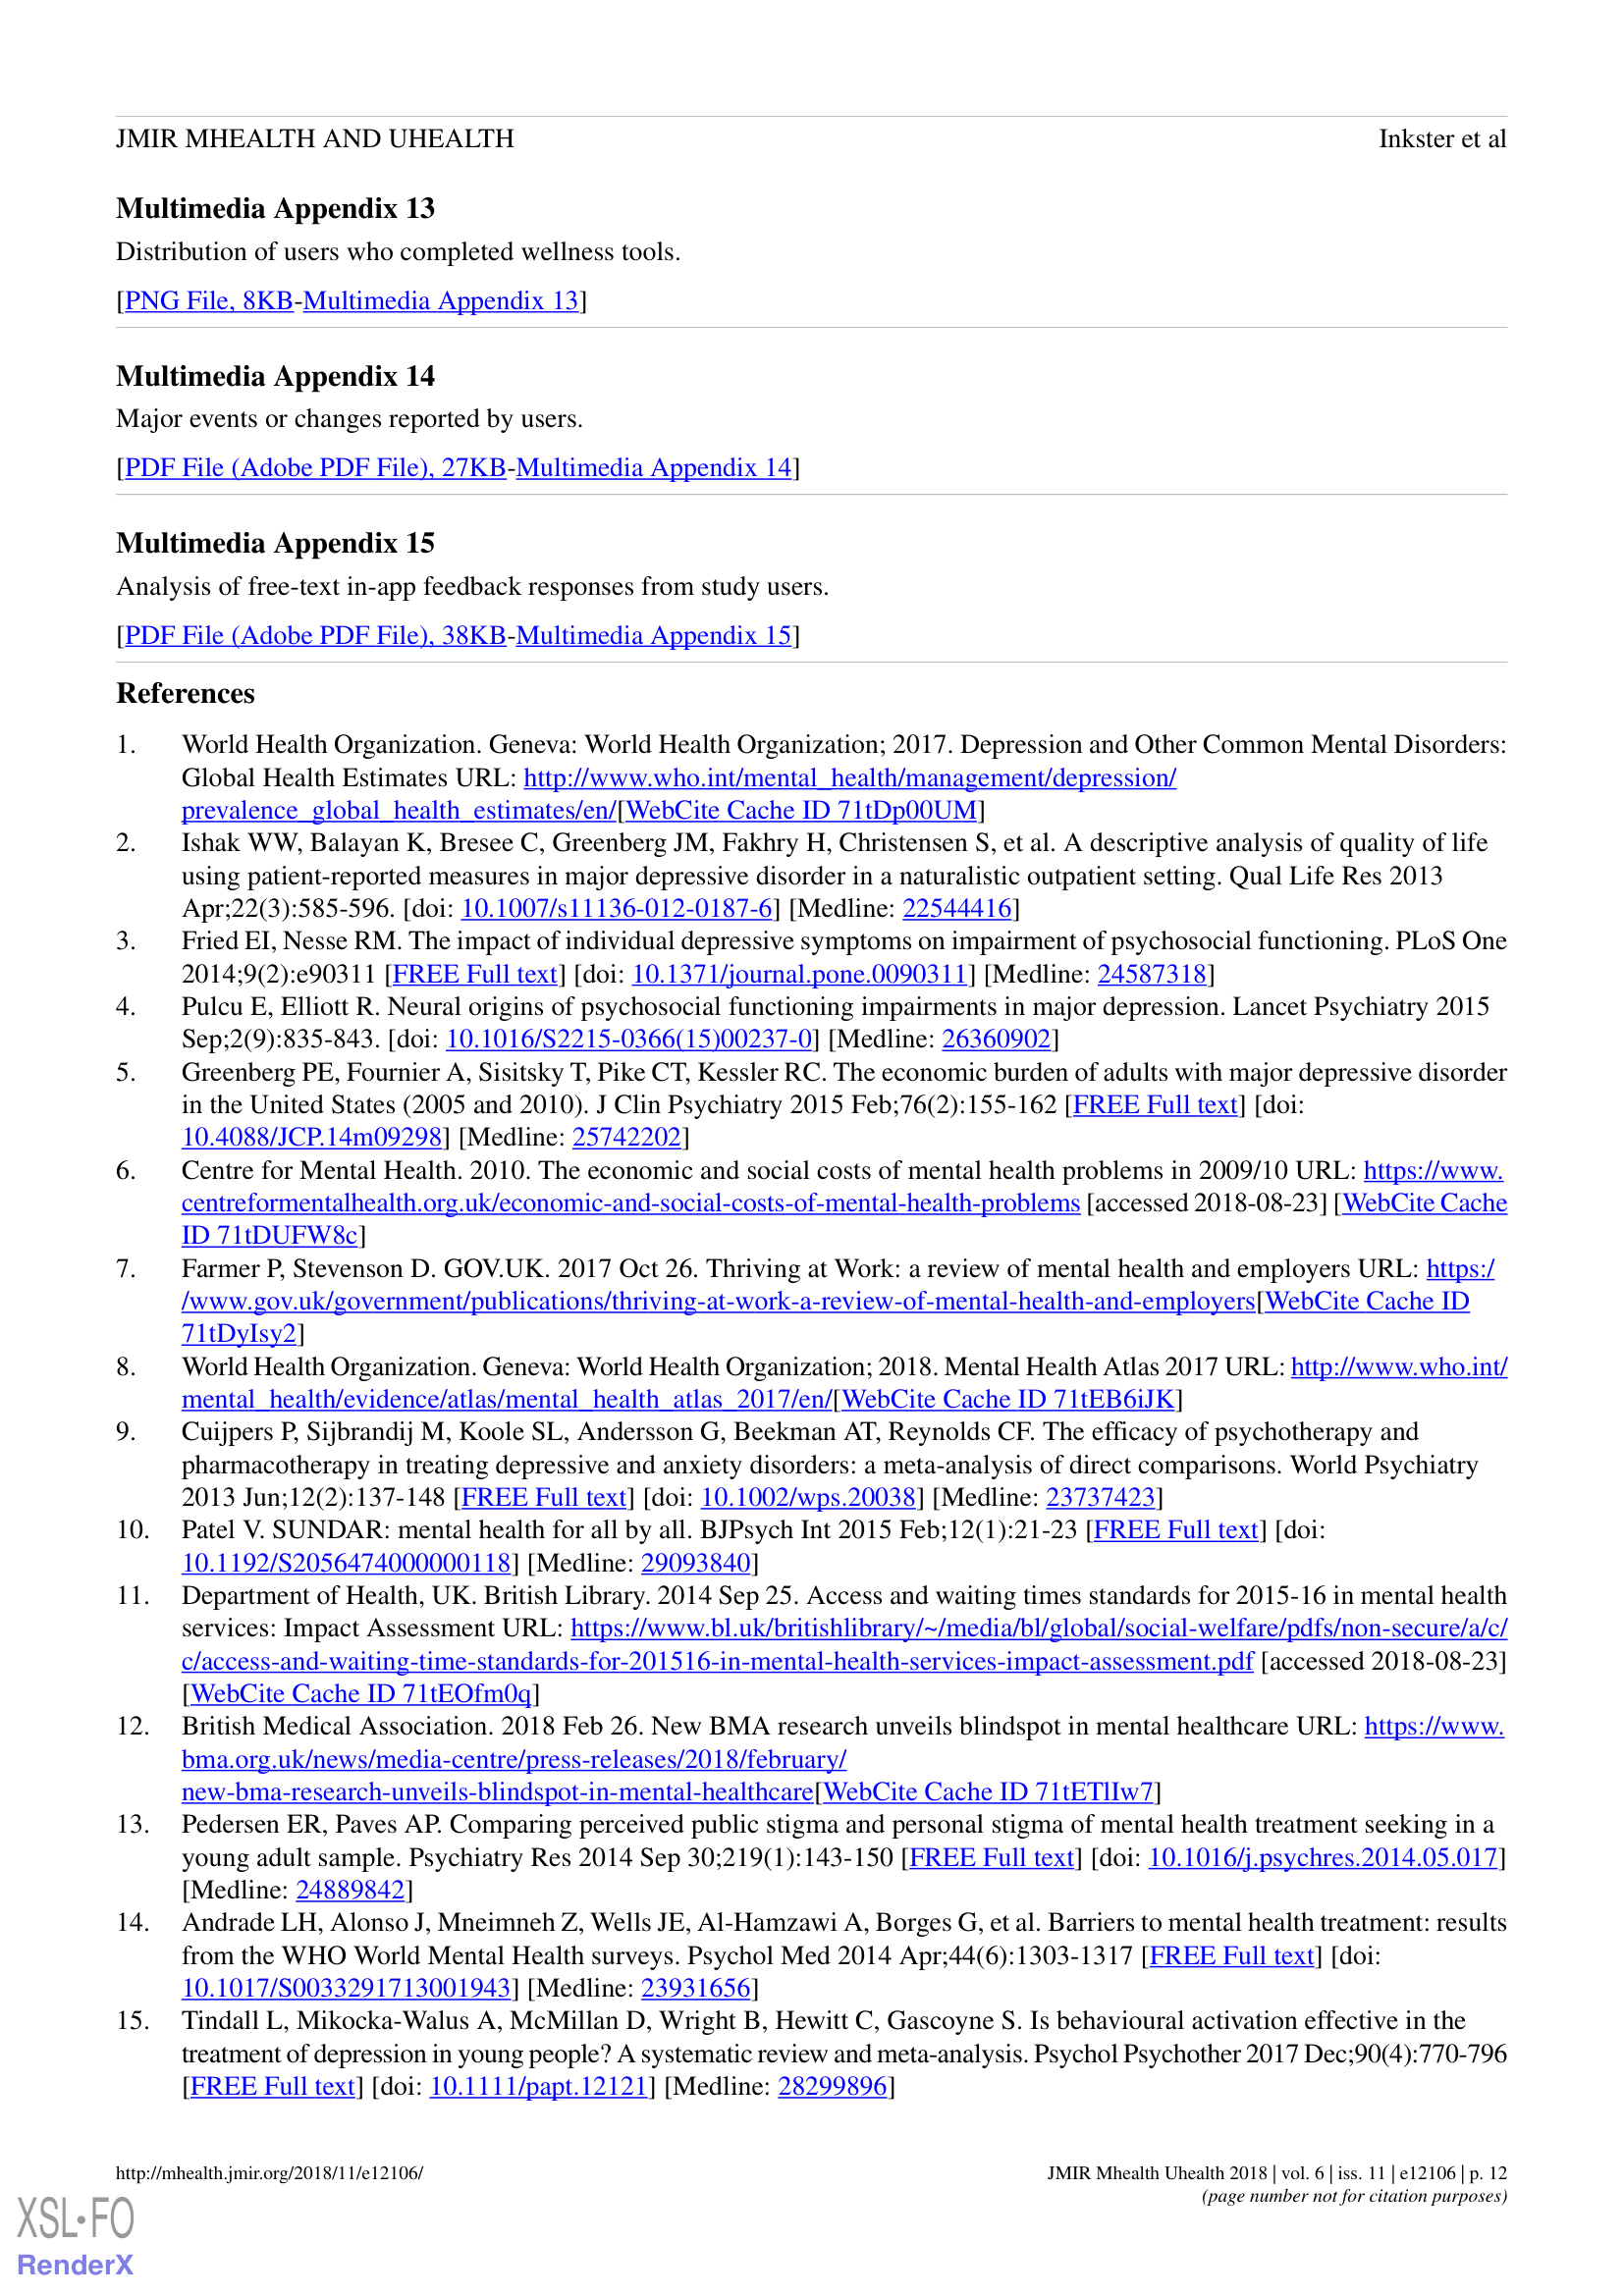 JMIR MHEALTH AND UHEALTH Inkster et al
Multimedia Appendix 13
Distribution of users who completed wellness tools.
[PNG File, 8KB-Multimedia Appendix 13]
Multimedia Appendix 14
Major events or changes reported by users.
[PDF File (Adobe PDF File), 27KB-Multimedia Appendix 14]
Multimedia Appendix 15
Analysis of free-text in-app feedback responses from study users.
[PDF File (Adobe PDF File), 38KB-Multimedia Appendix 15]
References
1. World Health Organization. Geneva: World Health Organization; 2017. Depression and Other Common Mental Disorders:
Global Health Estimates URL: http://www.who.int/mental_health/management/depression/
prevalence_global_health_estimates/en/[WebCite Cache ID 71tDp00UM]
2. Ishak WW, Balayan K, Bresee C, Greenberg JM, Fakhry H, Christensen S, et al. A descriptive analysis of quality of life
using patient-reported measures in major depressive disorder in a naturalistic outpatient setting. Qual Life Res 2013
Apr;22(3):585-596. [doi: 10.1007/s11136-012-0187-6] [Medline: 22544416]
3. Fried EI, Nesse RM. The impact of individual depressive symptoms on impairment of psychosocial functioning. PLoS One
2014;9(2):e90311 [FREE Full text] [doi: 10.1371/journal.pone.0090311] [Medline: 24587318]
4. Pulcu E, Elliott R. Neural origins of psychosocial functioning impairments in major depression. Lancet Psychiatry 2015
Sep;2(9):835-843. [doi: 10.1016/S2215-0366(15)00237-0] [Medline: 26360902]
5. Greenberg PE, Fournier A, Sisitsky T, Pike CT, Kessler RC. The economic burden of adults with major depressive disorder
in the United States (2005 and 2010). J Clin Psychiatry 2015 Feb;76(2):155-162 [FREE Full text] [doi:
10.4088/JCP.14m09298] [Medline: 25742202]
6. Centre for Mental Health. 2010. The economic and social costs of mental health problems in 2009/10 URL: https://www.
centreformentalhealth.org.uk/economic-and-social-costs-of-mental-health-problems [accessed 2018-08-23] [WebCite Cache
ID 71tDUFW8c]
7. Farmer P, Stevenson D. GOV.UK. 2017 Oct 26. Thriving at Work: a review of mental health and employers URL: https:/
/www.gov.uk/government/publications/thriving-at-work-a-review-of-mental-health-and-employers[WebCite Cache ID
71tDyIsy2]
8. World Health Organization. Geneva: World Health Organization; 2018. Mental Health Atlas 2017 URL: http://www.who.int/
mental_health/evidence/atlas/mental_health_atlas_2017/en/[WebCite Cache ID 71tEB6iJK]
9. Cuijpers P, Sijbrandij M, Koole SL, Andersson G, Beekman AT, Reynolds CF. The efficacy of psychotherapy and
pharmacotherapy in treating depressive and anxiety disorders: a meta-analysis of direct comparisons. World Psychiatry
2013 Jun;12(2):137-148 [FREE Full text] [doi: 10.1002/wps.20038] [Medline: 23737423]
10. Patel V. SUNDAR: mental health for all by all. BJPsych Int 2015 Feb;12(1):21-23 [FREE Full text] [doi:
10.1192/S2056474000000118] [Medline: 29093840]
11. Department of Health, UK. British Library. 2014 Sep 25. Access and waiting times standards for 2015-16 in mental health
services: Impact Assessment URL: https://www.bl.uk/britishlibrary/~/media/bl/global/social-welfare/pdfs/non-secure/a/c/
c/access-and-waiting-time-standards-for-201516-in-mental-health-services-impact-assessment.pdf [accessed 2018-08-23]
[WebCite Cache ID 71tEOfm0q]
12. British Medical Association. 2018 Feb 26. New BMA research unveils blindspot in mental healthcare URL: https://www.
bma.org.uk/news/media-centre/press-releases/2018/february/
new-bma-research-unveils-blindspot-in-mental-healthcare[WebCite Cache ID 71tETlIw7]
13. Pedersen ER, Paves AP. Comparing perceived public stigma and personal stigma of mental health treatment seeking in a
young adult sample. Psychiatry Res 2014 Sep 30;219(1):143-150 [FREE Full text] [doi: 10.1016/j.psychres.2014.05.017]
[Medline: 24889842]
14. Andrade LH, Alonso J, Mneimneh Z, Wells JE, Al-Hamzawi A, Borges G, et al. Barriers to mental health treatment: results
from the WHO World Mental Health surveys. Psychol Med 2014 Apr;44(6):1303-1317 [FREE Full text] [doi:
10.1017/S0033291713001943] [Medline: 23931656]
15. Tindall L, Mikocka-Walus A, McMillan D, Wright B, Hewitt C, Gascoyne S. Is behavioural activation effective in the
treatment of depression in young people? A systematic review and meta-analysis. Psychol Psychother 2017 Dec;90(4):770-796
[FREE Full text] [doi: 10.1111/papt.12121] [Medline: 28299896]
http://mhealth.jmir.org/2018/11/e12106/ JMIR Mhealth Uhealth 2018 | vol. 6 | iss. 11 | e12106 | p. 12
(page number not for citation purposes)
XSL•FO
RenderX